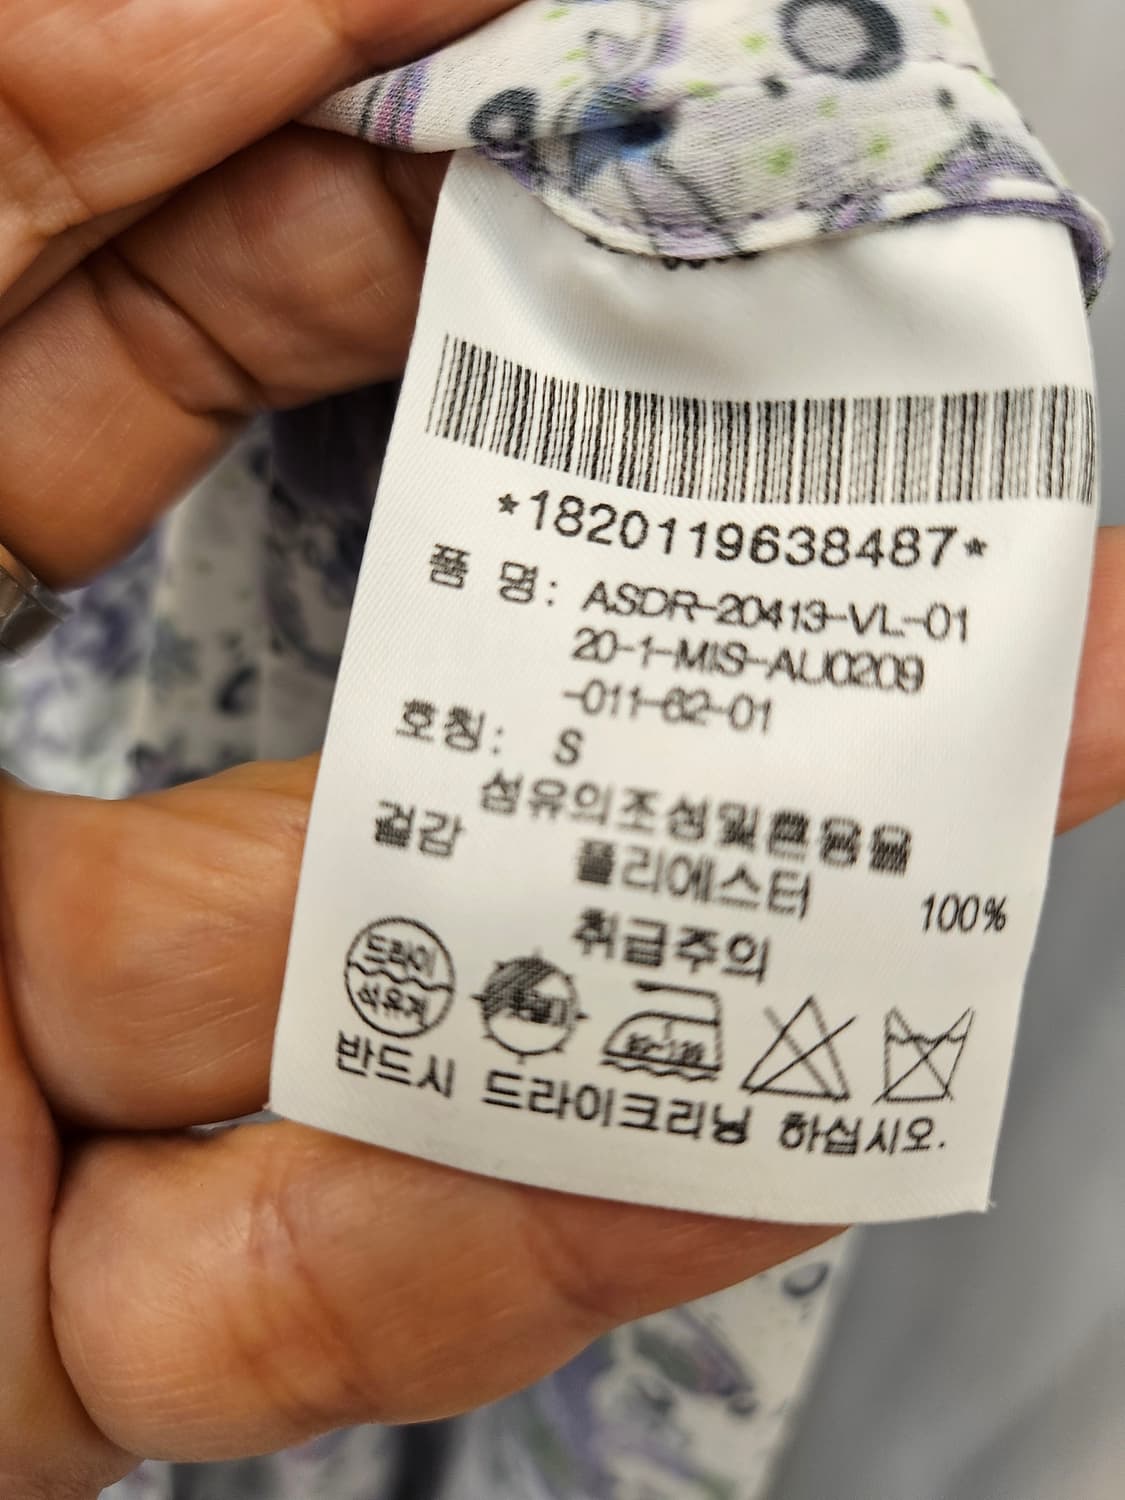 *1820119638487*
품 명: ASDR-20413-VL-01
20-1-MIS-AU0209
-011-62-01
호칭: S
섬유의조성및혼용율
겉감
폴리에스터 100%
취급주의
드라이
석유계
반드시 드라이크리닝 하십시오.